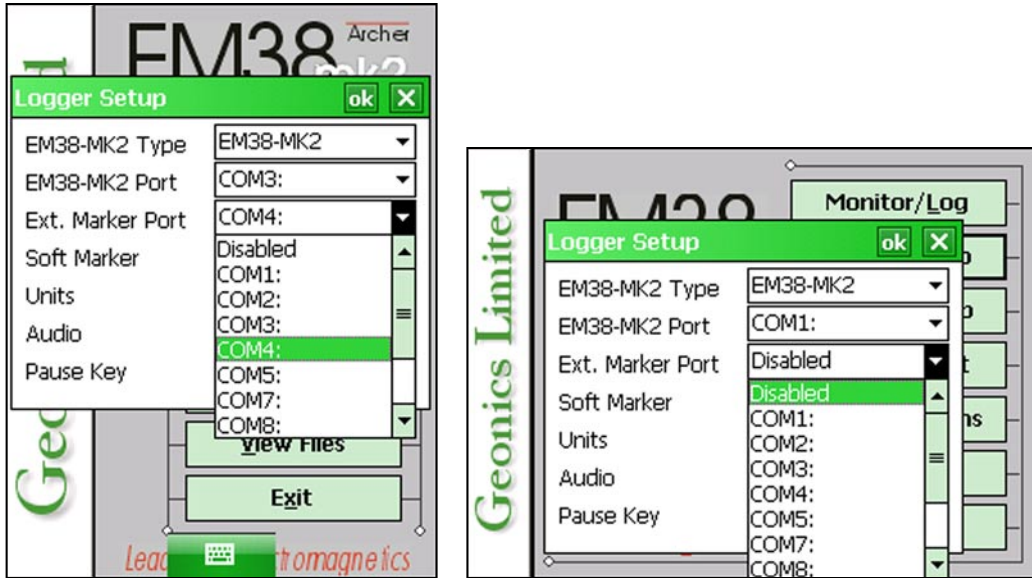 EM38
Archer
mk2
Logger Setup ok X
EM38-MK2 Type EM38-MK2
EM38-MK2 Port COM3:
Ext. Marker Port COM4:
Soft Marker
Units
Audio
Pause Key
Disabled
COM1:
COM2:
COM3:
COM4:
COM5:
COM7:
COM8:
View Files
Exit
Geonics Limited
EM38
Monitor/Log
Logger Setup ok X
EM38-MK2 Type EM38-MK2
EM38-MK2 Port COM1:
Ext. Marker Port Disabled
Soft Marker
Units
Audio
Pause Key
Disabled
COM1:
COM2:
COM3:
COM4:
COM5:
COM7:
COM8: